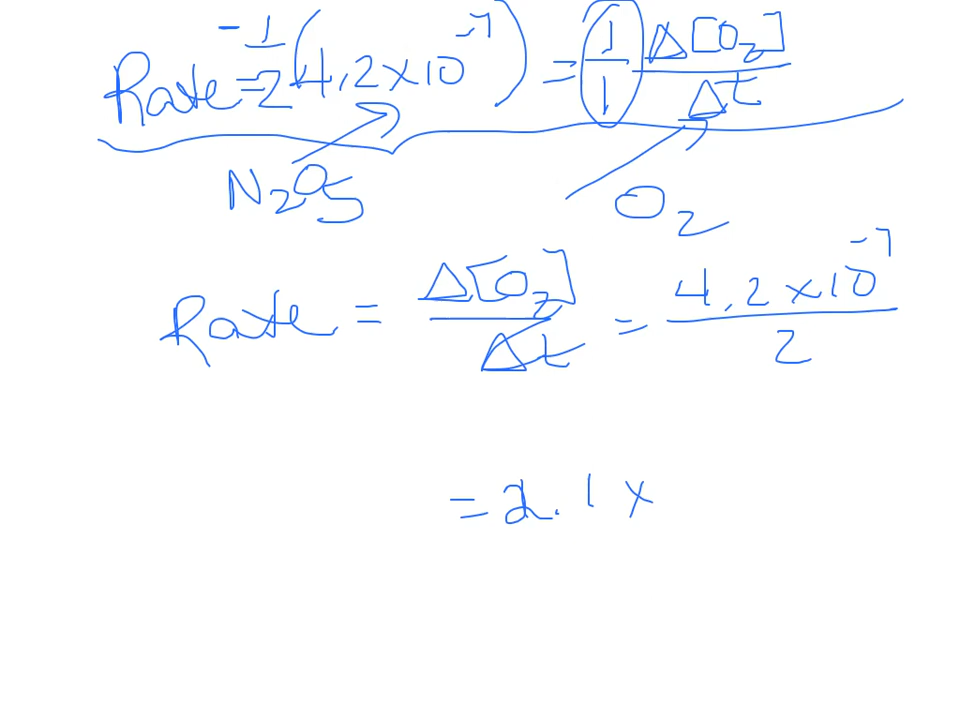 Rate = -1/2 (4.2 x 10^-7) = 1/1 Δ[O2]/Δt
N2O5 O2
Rate = Δ[O2]/Δt = 4.2 x 10^-7/2
= 2.1 x